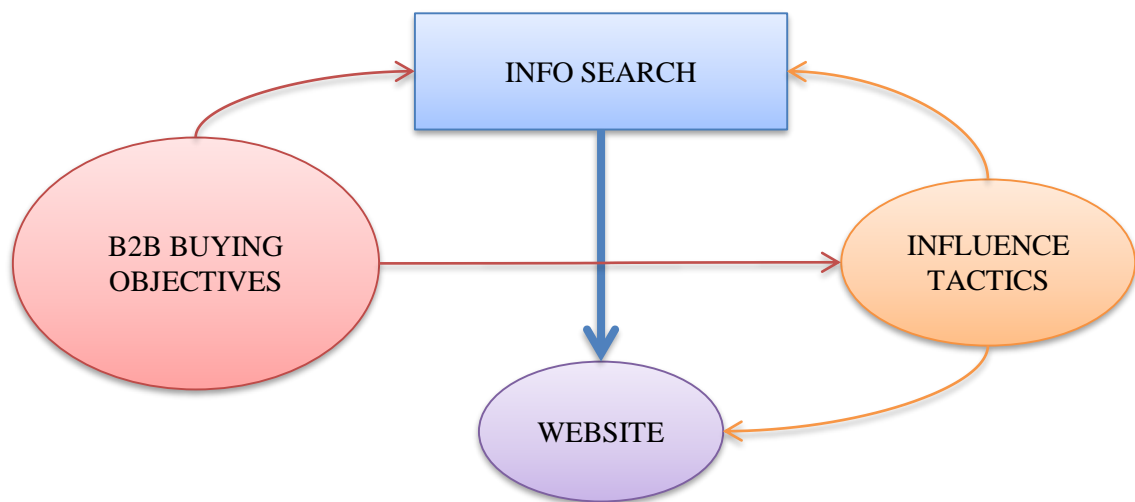 INFO SEARCH
B2B BUYING
OBJECTIVES
INFLUENCE
TACTICS
WEBSITE